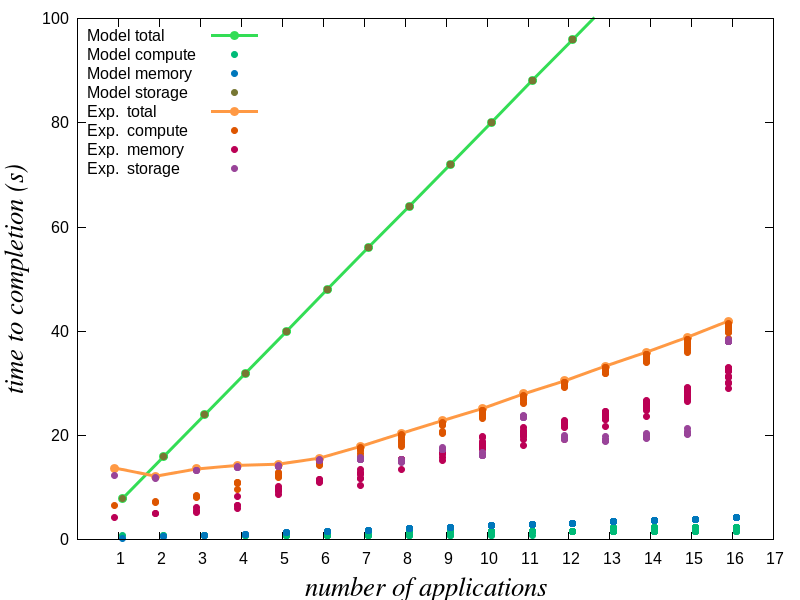 100
80
60
40
20
0
time to completion (s)
Model total
Model compute
Model memory
Model storage
Exp. total
Exp. compute
Exp. memory
Exp. storage
1 2 3 4 5 6 7 8 9 10 11 12 13 14 15 16 17
number of applications